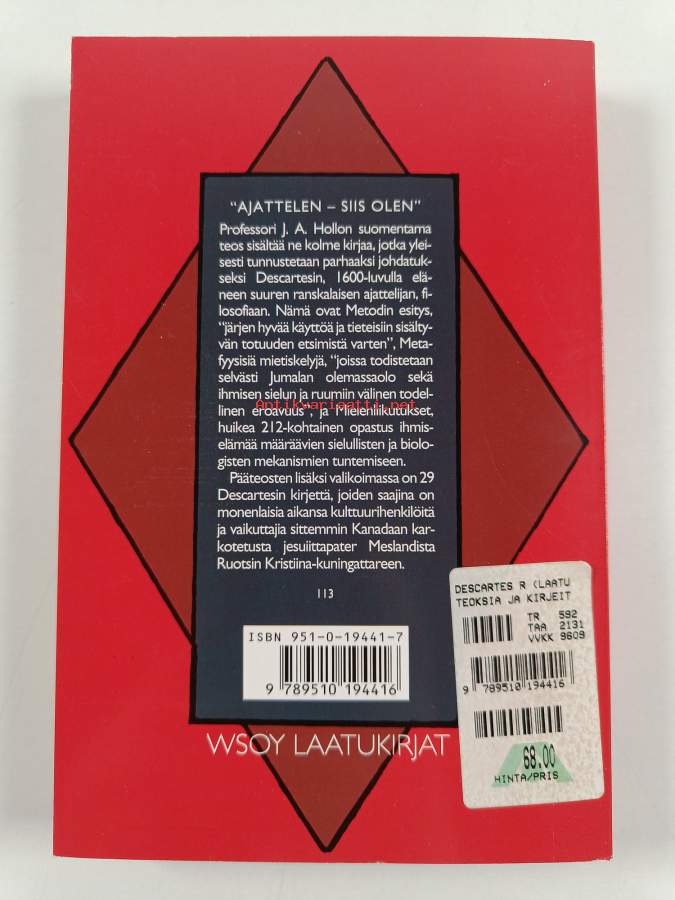 "AJATTELEN – SIIS OLEN"
Professori J. A. Hollon suomentama
teos sisältää ne kolme kirjaa, jotka ylei-
sesti tunnustetaan parhaaksi johdatuk-
seksi Descartesin, 1600-luvulla elä-
neen suuren ranskalaisen ajattelijan, fi-
losofiaan. Nämä ovat Metodin esitys,
"järjen hyvää käyttöä ja tieteisiin sisälty-
vän totuuden etsimistä varten", Meta-
fyysisiä mietiskelyjä, "joissa todistetaan
selvästi Jumalan olemassaolo sekä
ihmisen sielun ja ruumiin välinen todel-
linen eroavuus", ja Mielenliikutukset,
Antikvariaatti.net
huikea 212-kohtainen opastus ihmis-
elämää määräävien sielullisten ja biolo-
gisten mekanismien tuntemiseen.
Pääteosten lisäksi valikoimassa on 29
Descartesin kirjettä, joiden saajina on
monenlaisia aikansa kulttuurihenkilöitä
ja vaikuttajia sittemmin Kanadaan kar-
kotetusta jesuiittapater Meslandista
Ruotsin Kristiina-kuningattareen.
113
ISBN 951-0-19441-7
9 789510 194416
WSOY LAATUKIRJAT
DESCARTES R (LAATU
TEOKSIA JA KIRJEIT
TR 592
TAA 2131
VVKK 9609
9 789510 194416
68.00
HINTA/PRIS